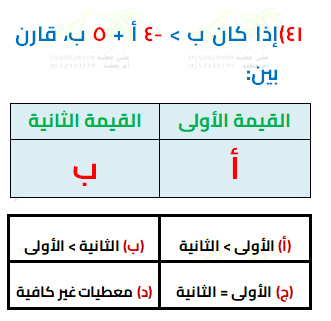 ٤١)إذا كان ب > -٤ أ + ٥ ب، قارن
بين:
القيمة الأولى القيمة الثانية
أ ب
(أ) الأولى > الثانية (ب) الثانية > الأولى
(ج) الأولى = الثانية (د) معطيات غير كافية